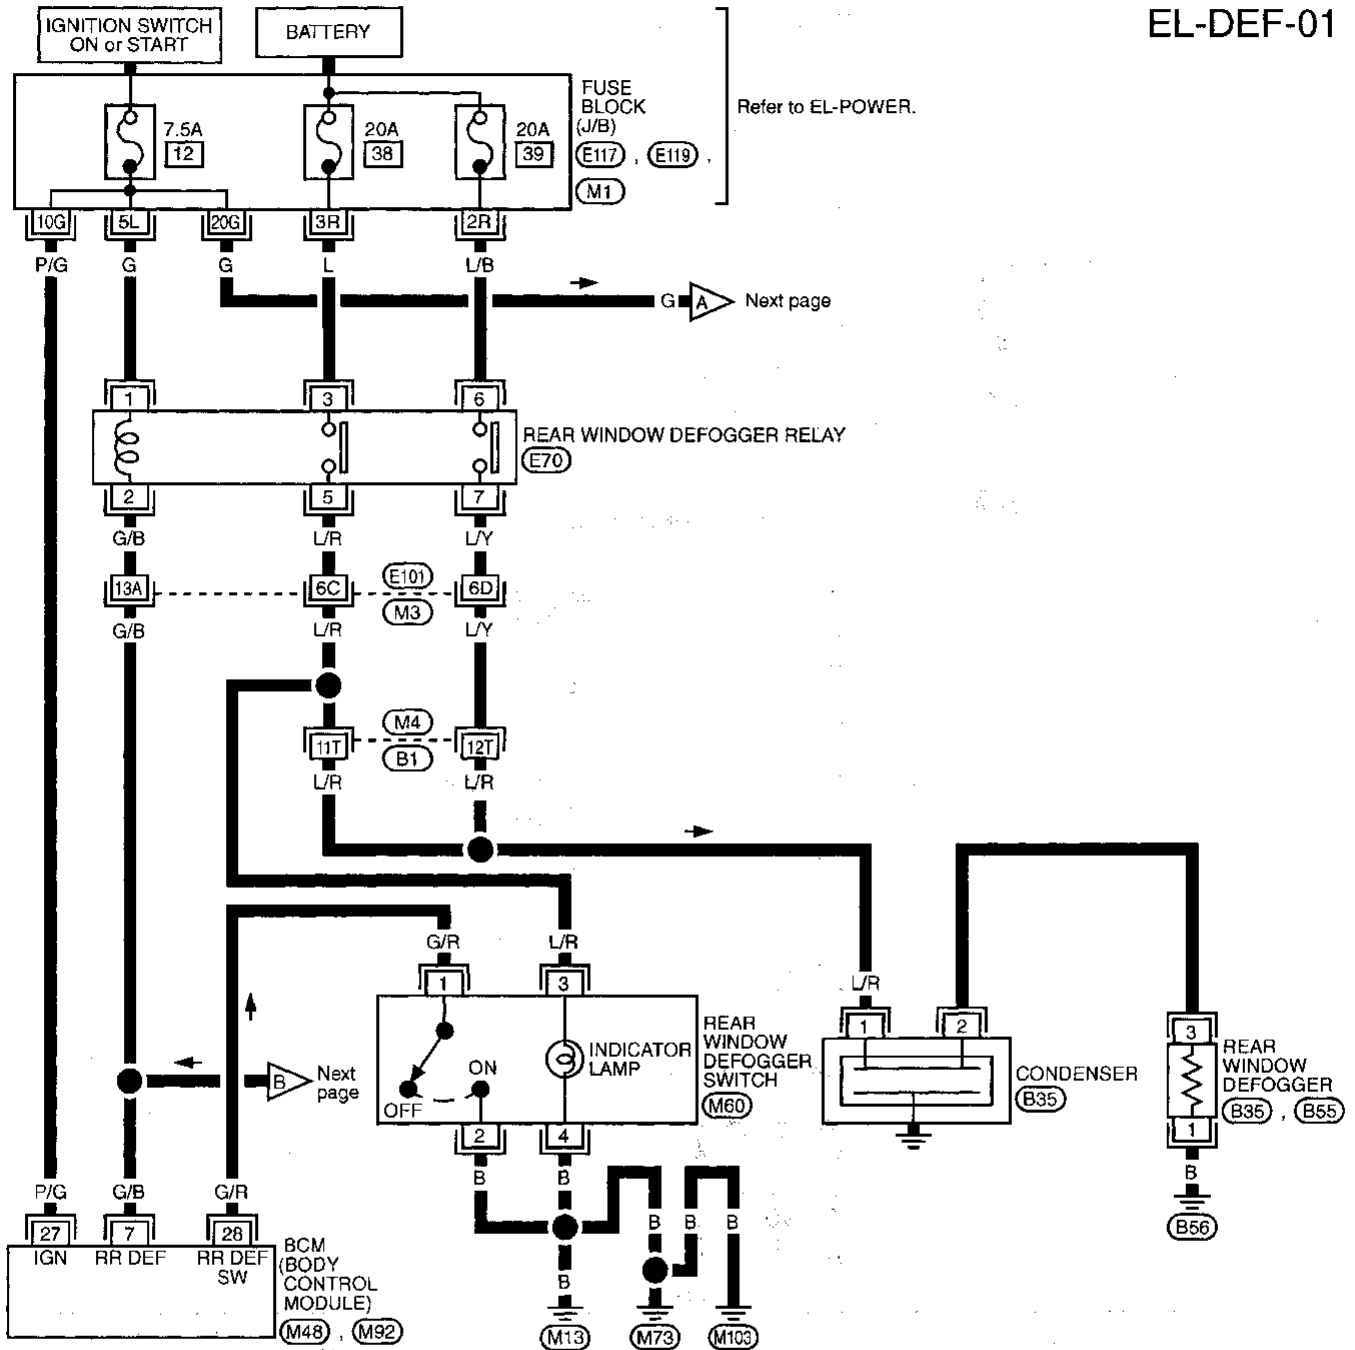 EL-DEF-01
IGNITION SWITCH
ON or START
BATTERY
FUSE
BLOCK
(J/B)
E117 , E119 ,
M1
Refer to EL-POWER.
7.5A
12
20A
38
20A
39
10G 5L 20G 3R 2R
P/G G G L L/B
G A Next page
1 3 6
REAR WINDOW DEFOGGER RELAY
E70
2 5 7
G/B L/R L/Y
13A 6C E101 6D
M3
G/B L/R L/Y
M4
11T 12T
B1
L/R L/R
G/R L/R
L/R
1 3
1 2
3
REAR
WINDOW
DEFOGGER
SWITCH
M60
INDICATOR
LAMP
ON
OFF
CONDENSER
B35
REAR
WINDOW
DEFOGGER
B35 , B55
B Next
page
2 4
1
B B
B
B56
P/G G/B G/R
B B B
27 7 28
IGN RR DEF RR DEF
SW
BCM
(BODY
CONTROL
MODULE)
M48 , M92
B
M13 M73 M103